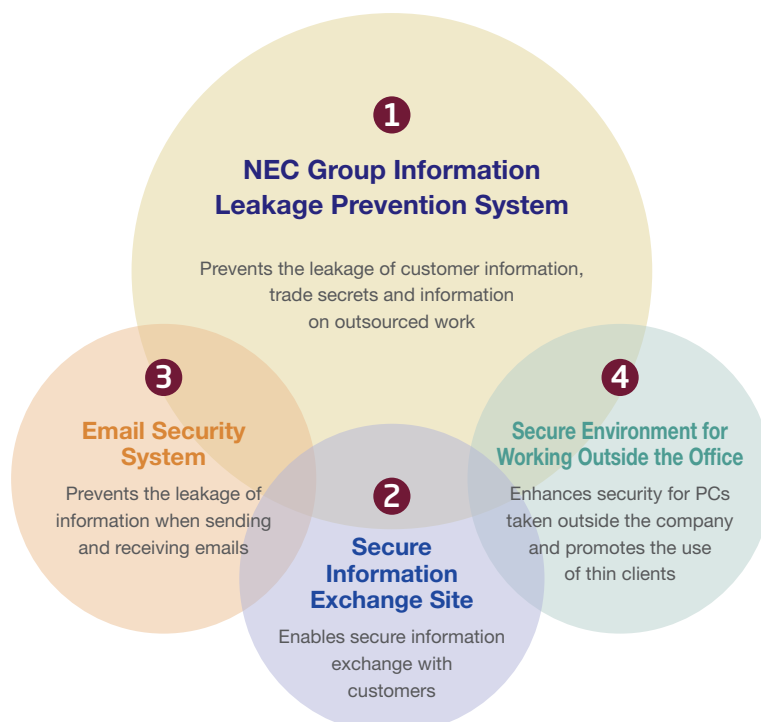 1
NEC Group Information
Leakage Prevention System
Prevents the leakage of customer information,
trade secrets and information
on outsourced work
3
Email Security
System
Prevents the leakage of
information when sending
and receiving emails
2
Secure
Information
Exchange Site
Enables secure information
exchange with
customers
4
Secure Environment for
Working Outside the Office
Enhances security for PCs
taken outside the company
and promotes the use
of thin clients